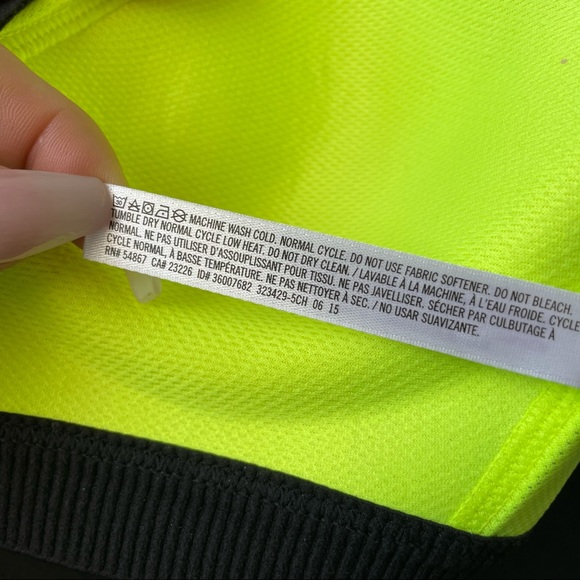 MACHINE WASH COLD. NORMAL CYCLE. DO NOT USE FABRIC SOFTENER. DO NOT BLEACH.
TUMBLE DRY NORMAL CYCLE LOW HEAT. DO NOT DRY CLEAN. / LAVABLE À LA MACHINE, À L'EAU FROIDE. CYCLE
NORMAL. NE PAS UTILISER D'ASSOUPLISSANT POUR TISSU. NE PAS JAVELLISER. SÉCHER PAR CULBUTAGE À
CYCLE NORMAL, À BASSE TEMPÉRATURE. NE PAS NETTOYER À SEC. / NO USAR SUAVIZANTE.
RN# 54867 CA# 23226 ID# 36007682 323429-5CH 06 15